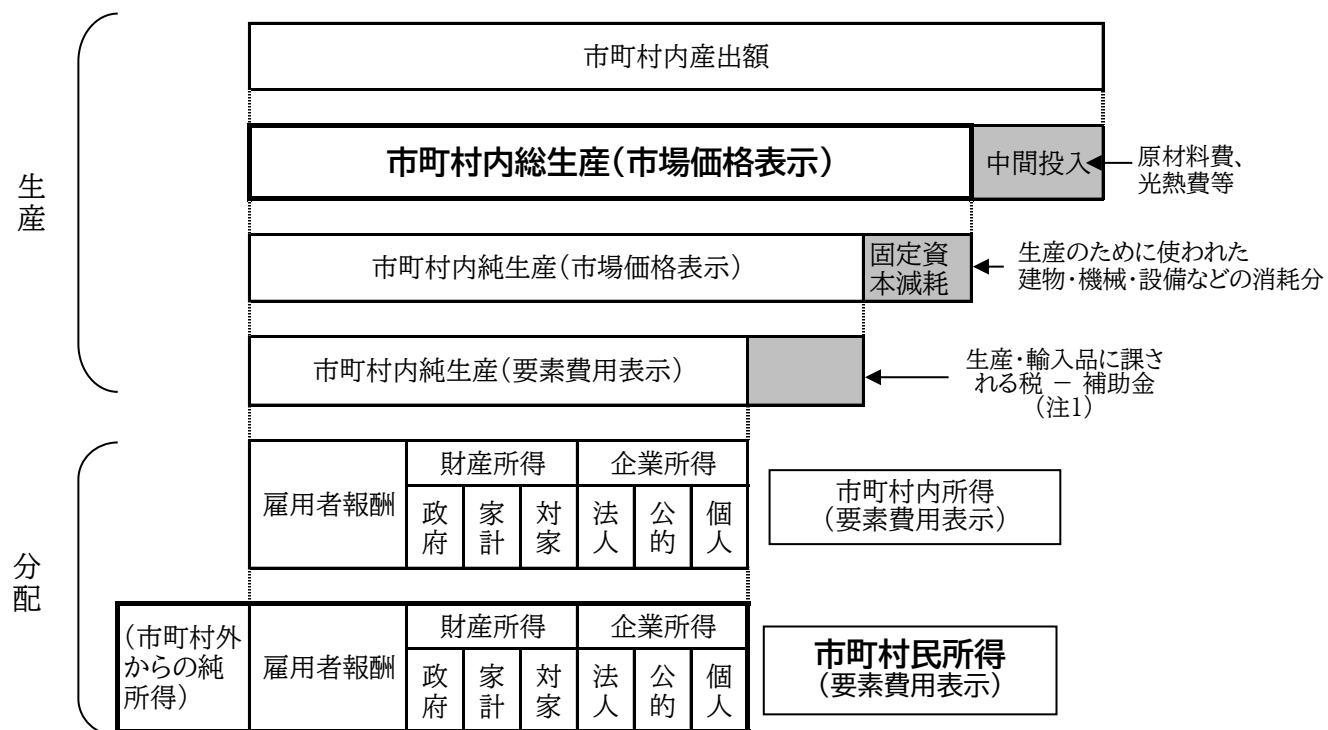 市町村内産出額
生産
市町村内総生産(市場価格表示)
中間投入
原材料費、
光熱費等
市町村内純生産(市場価格表示)
固定資
本減耗
生産のために使われた
建物・機械・設備などの消耗分
市町村内純生産(要素費用表示)
生産・輸入品に課さ
れる税 － 補助金
(注1)
分配
雇用者報酬
財産所得
企業所得
政府
家計
対家
法人
公的
個人
市町村内所得
(要素費用表示)
(市町村外
からの純
所得)
雇用者報酬
財産所得
企業所得
政府
家計
対家
法人
公的
個人
市町村民所得
(要素費用表示)